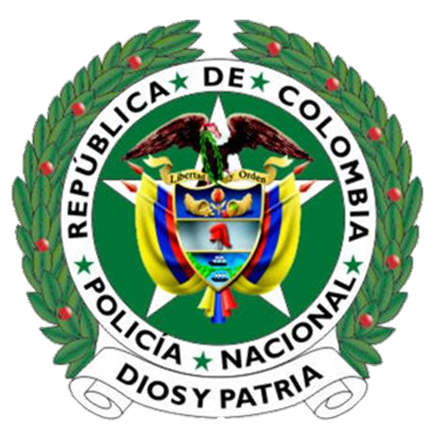 REPÚBLICA ★ DE ★ COLOMBIA
Libertad y Orden
★ POLICÍA ★ NACIONAL ★
DIOS Y PATRIA